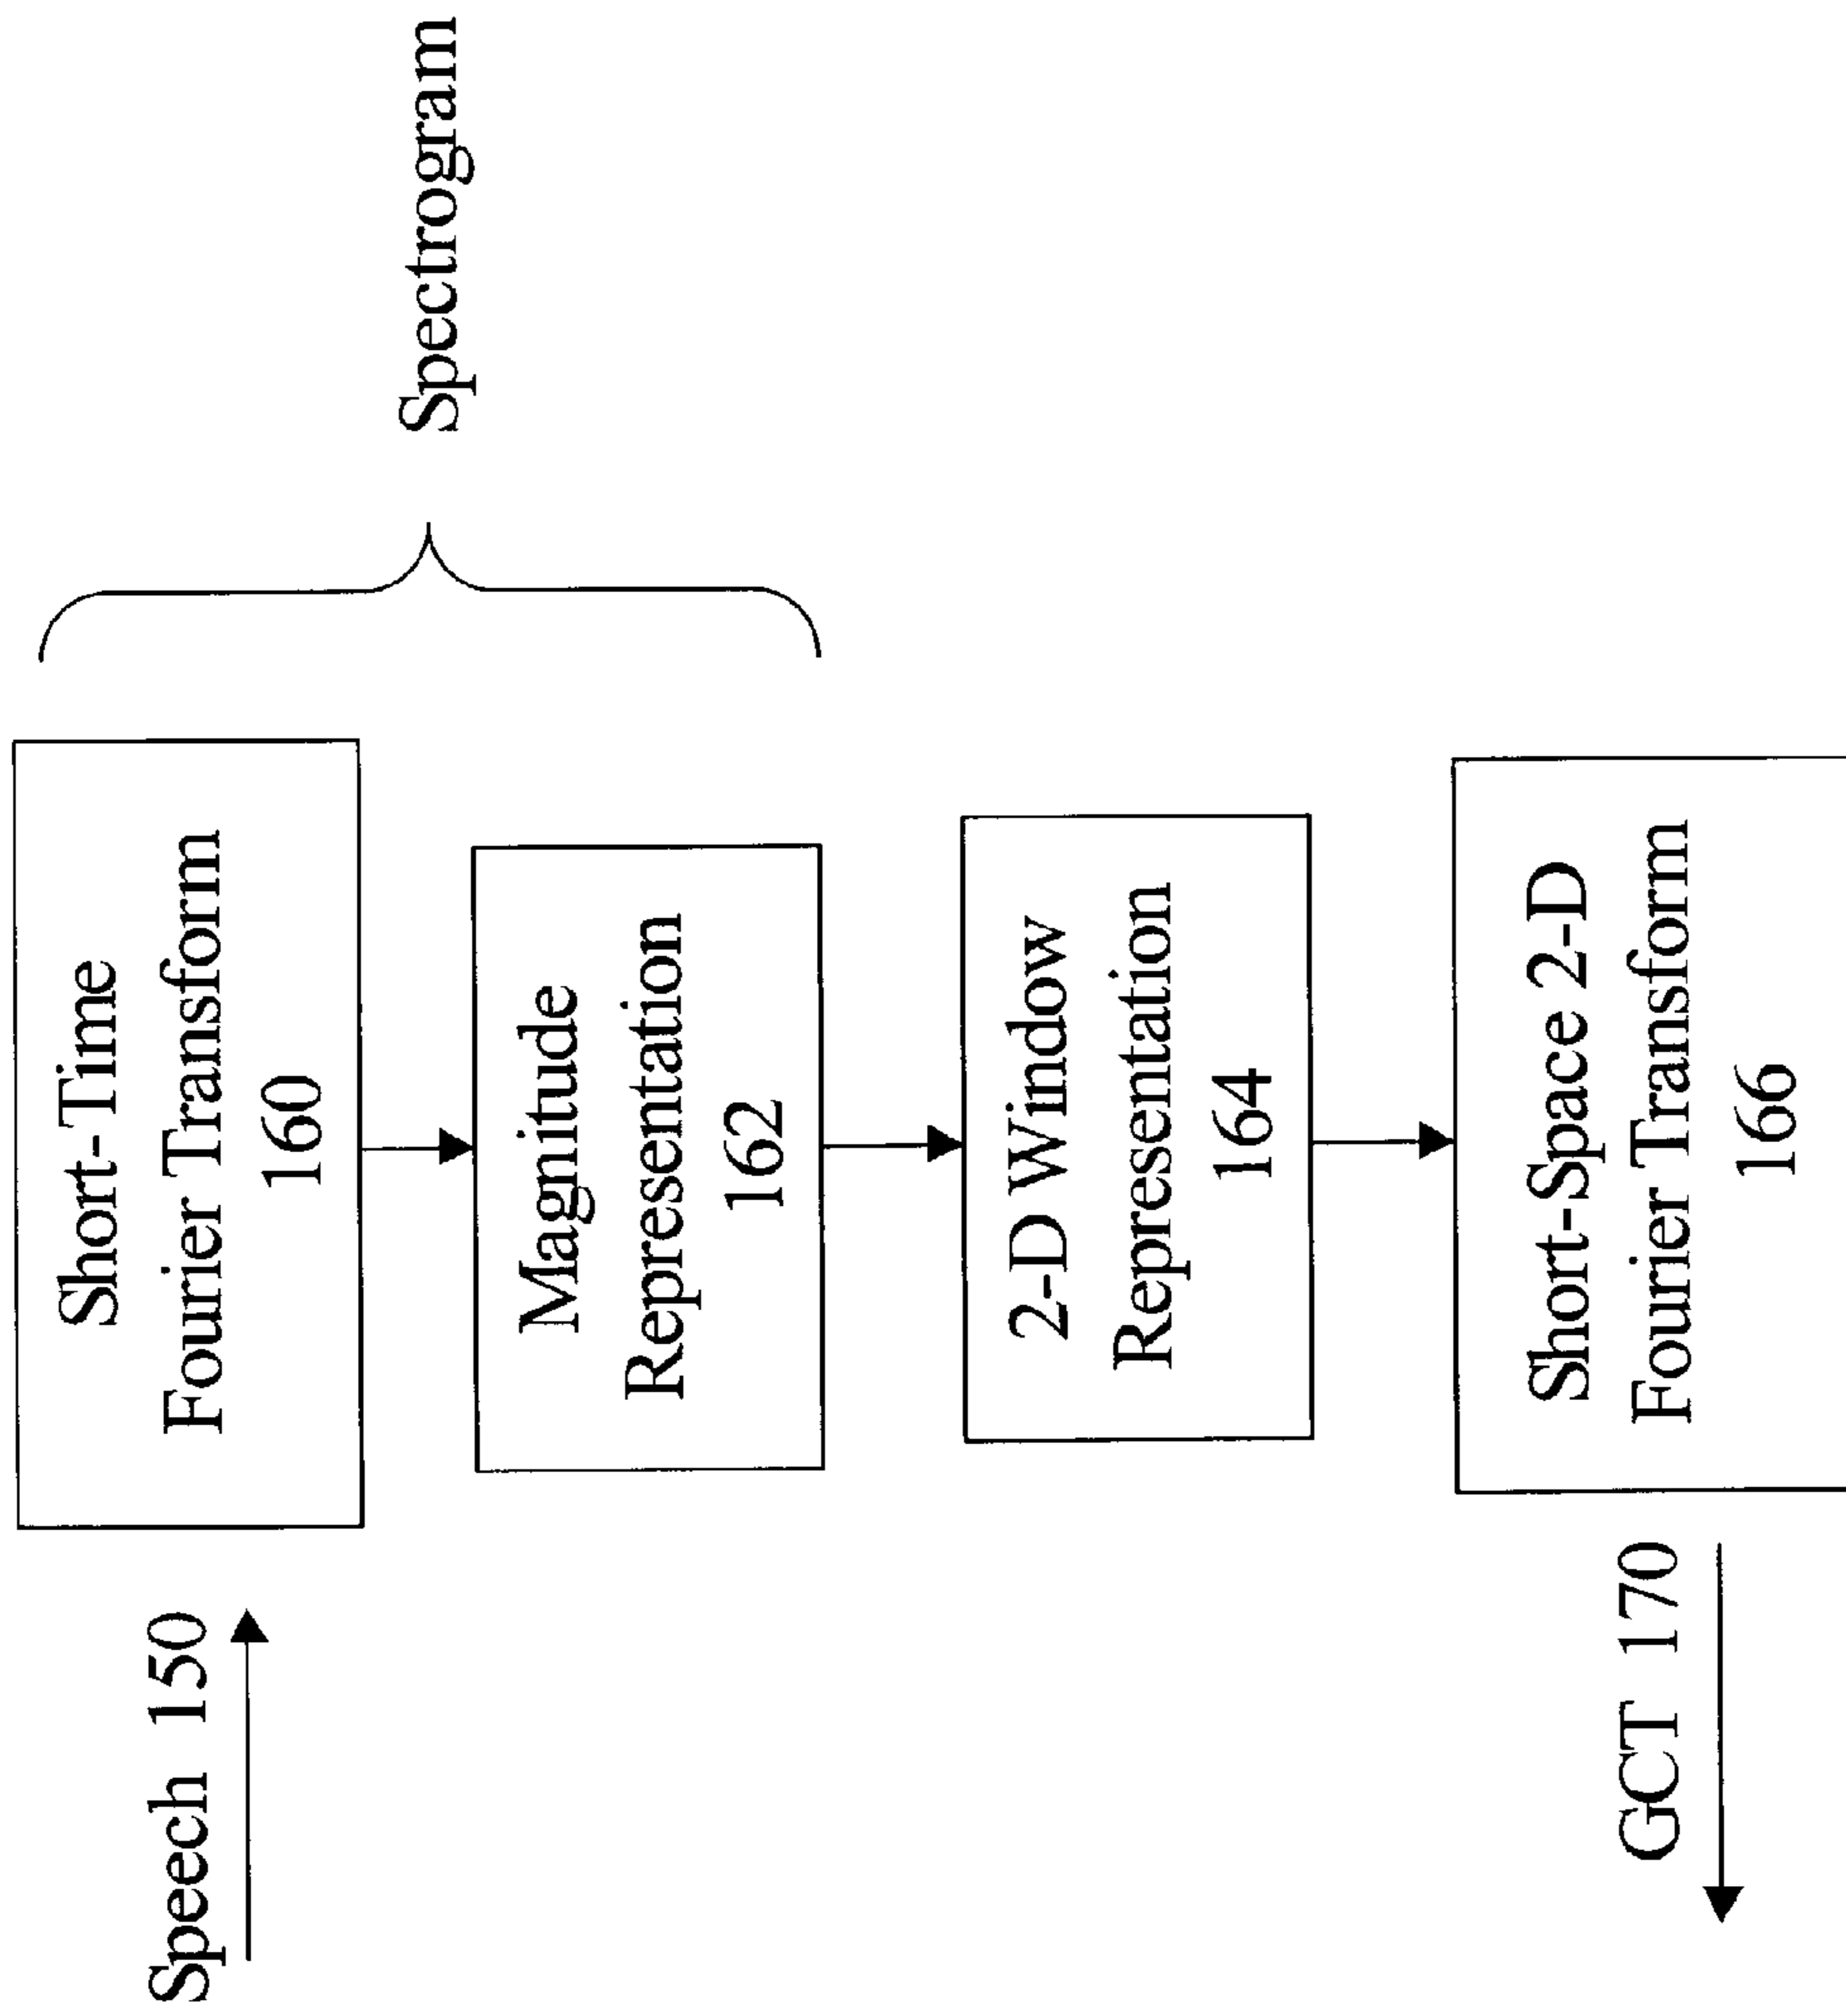 Speech 150
Short-Time
Fourier Transform
160
Spectrogram
Magnitude
Representation
162
2-D Window
Representation
164
Short-Space 2-D
Fourier Transform
166
GCT 170